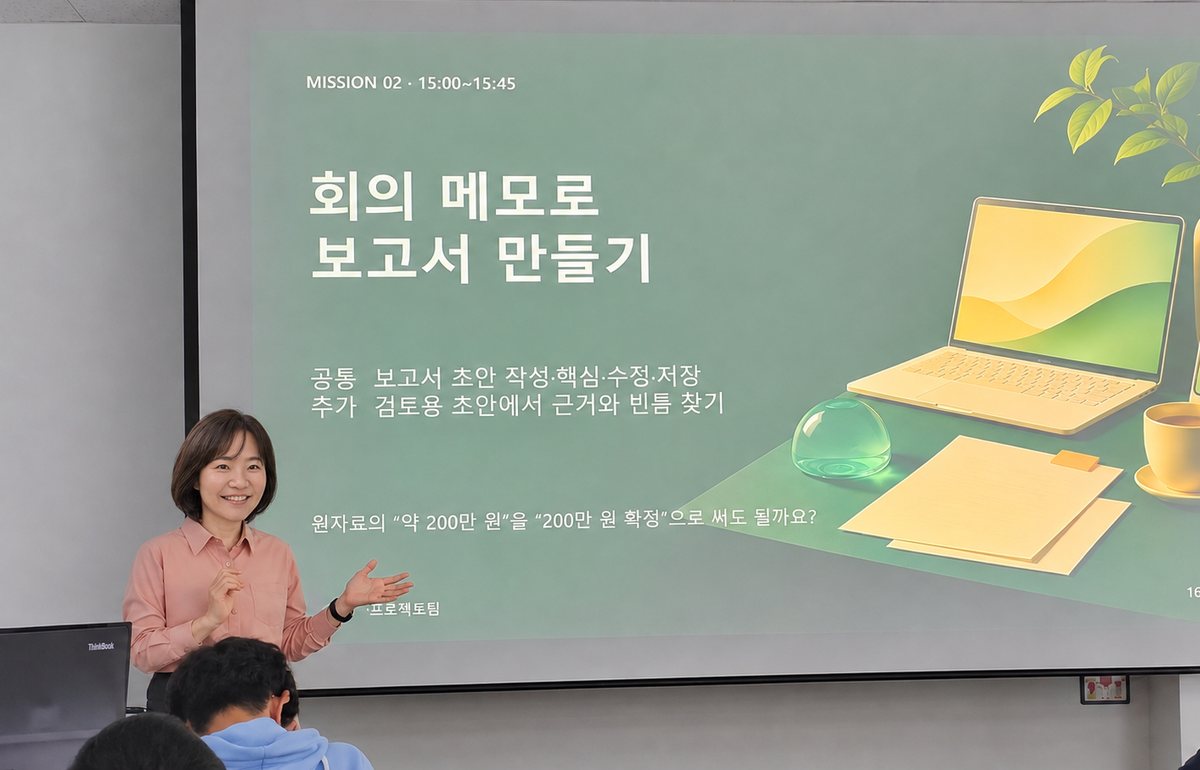 MISSION 02 · 15:00~15:45
회의 메모로
보고서 만들기
공통 보고서 초안 작성·핵심·수정·저장
추가 검토용 초안에서 근거와 빈틈 찾기
원자료의 “약 200만 원”을 “200만 원 확정”으로 써도 될까요?
·프로젝트팀
16
ThinkBook